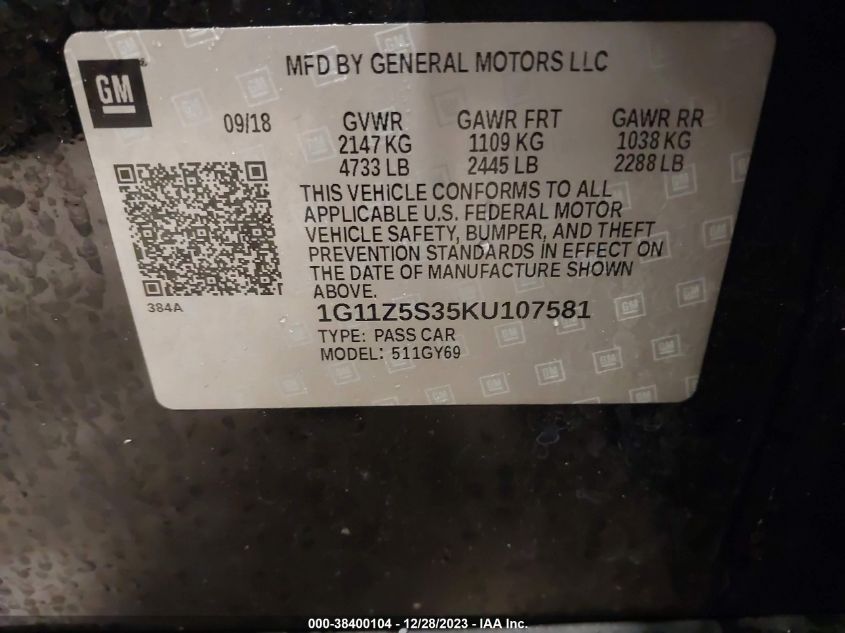 GM
MFD BY GENERAL MOTORS LLC
09/18 GVWR GAWR FRT GAWR RR
2147 KG 1109 KG 1038 KG
4733 LB 2445 LB 2288 LB
THIS VEHICLE CONFORMS TO ALL
APPLICABLE U.S. FEDERAL MOTOR
VEHICLE SAFETY, BUMPER, AND THEFT
PREVENTION STANDARDS IN EFFECT ON
THE DATE OF MANUFACTURE SHOWN
ABOVE.
384A
1G11Z5S35KU107581
TYPE: PASS CAR
MODEL: 511GY69
000-38400104 - 12/28/2023 - IAA Inc.